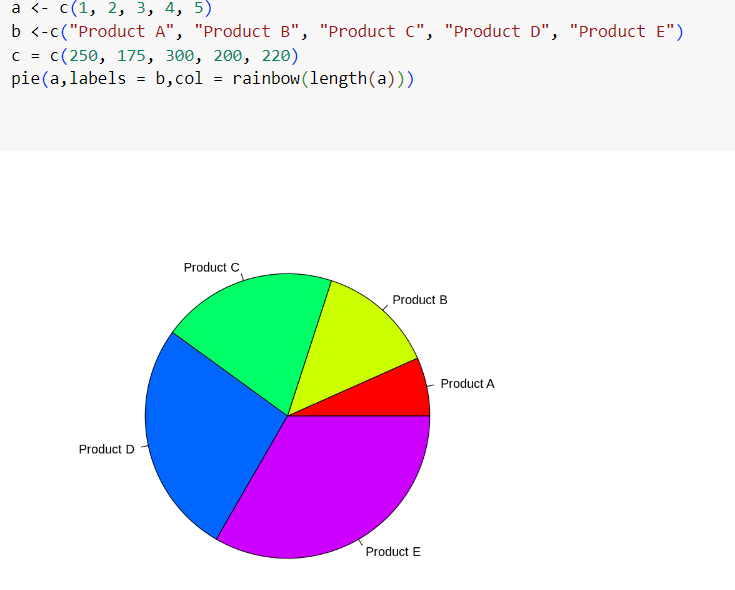 a <- c(1, 2, 3, 4, 5)
b <-c("Product A", "Product B", "Product C", "Product D", "Product E")
c = c(250, 175, 300, 200, 220)
pie(a,labels = b,col = rainbow(length(a)))
Product C
Product B
Product A
Product D
Product E